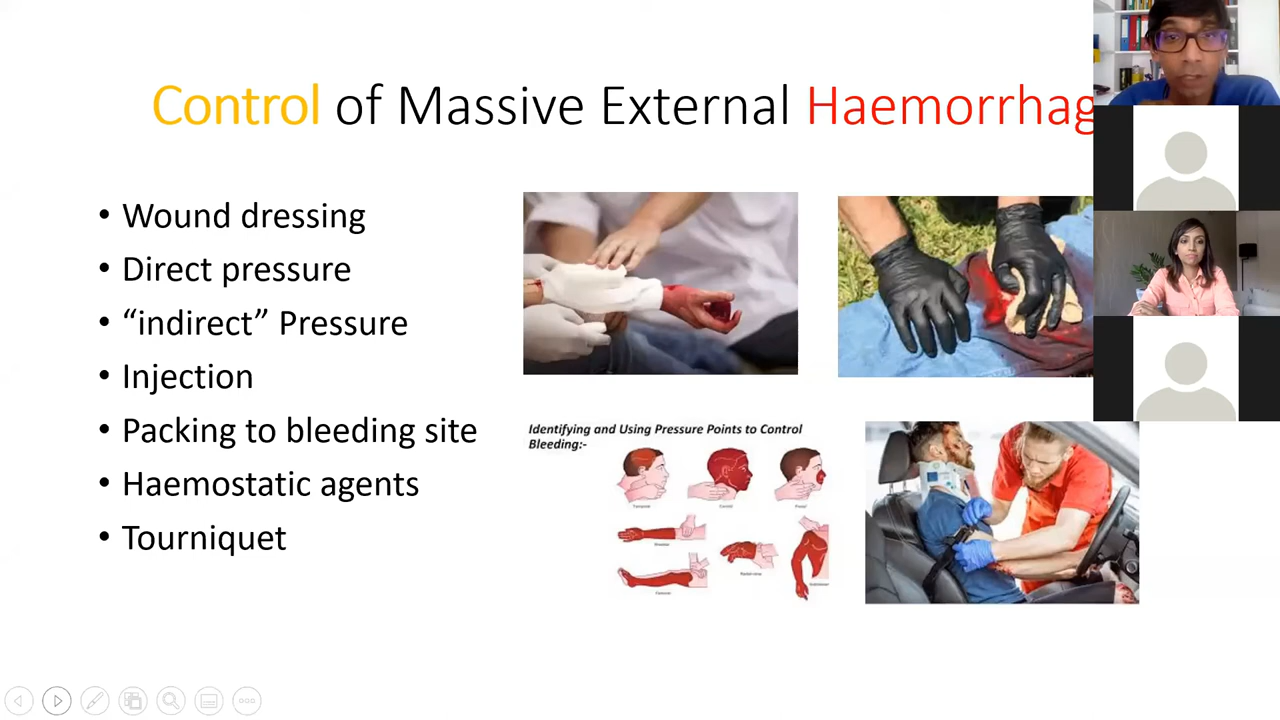 Control of Massive External Haemorrhag
Wound dressing
Direct pressure
“indirect” Pressure
Injection
Packing to bleeding site
Haemostatic agents
Tourniquet
Identifying and Using Pressure Points to Control
Bleeding:-